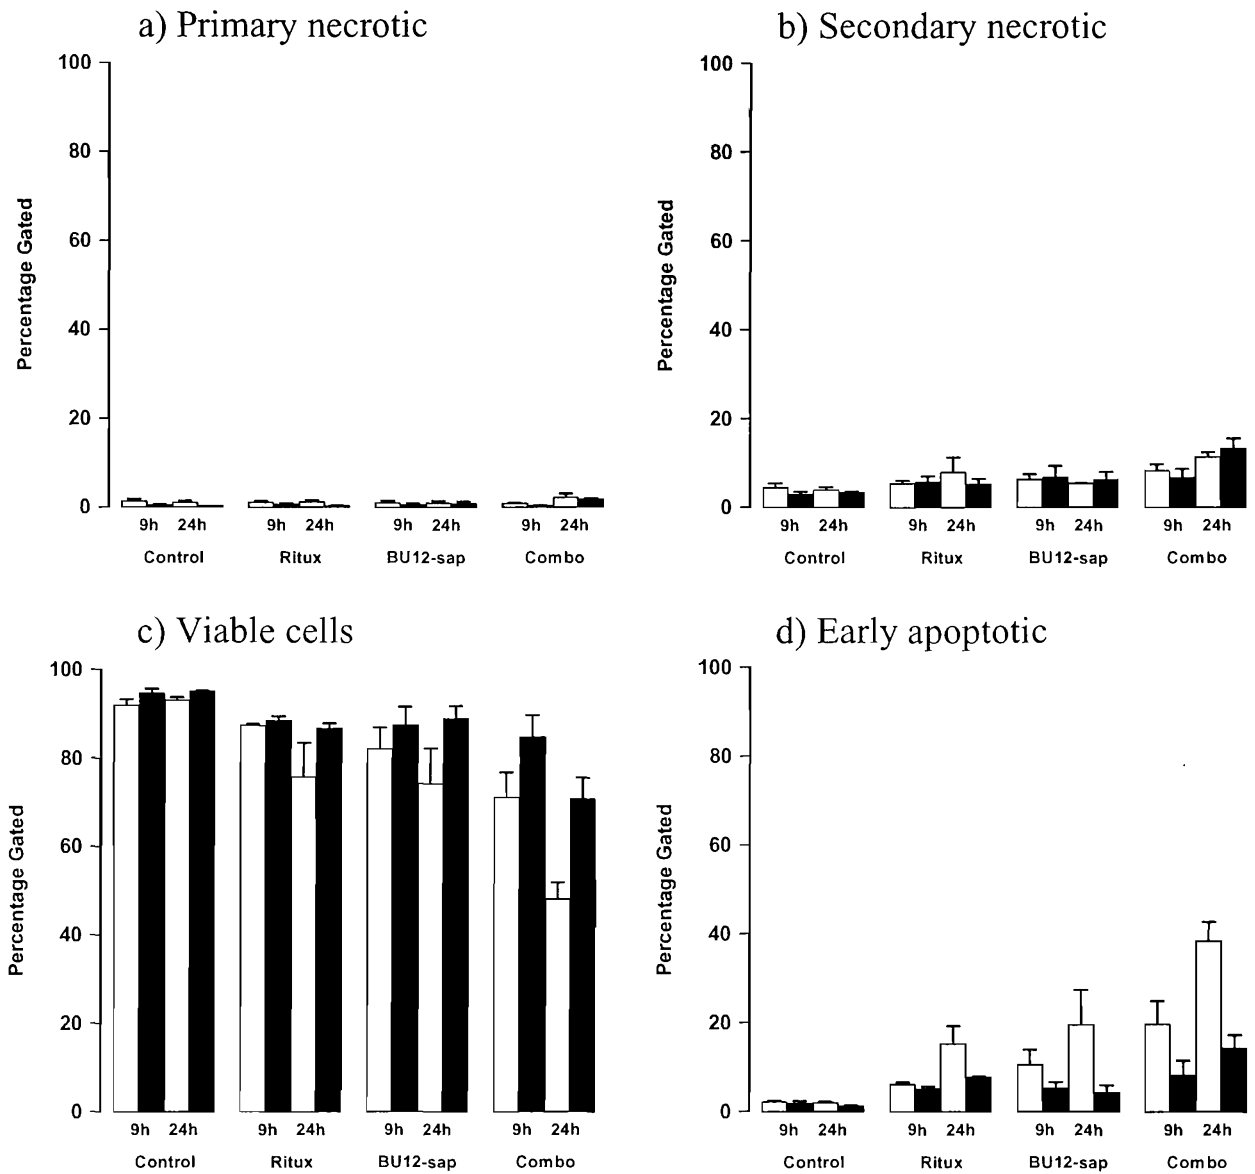 a) Primary necrotic
100
80
60
40
20
0
Percentage Gated
9h 24h 9h 24h 9h 24h 9h 24h
Control Ritux BU12-sap Combo
b) Secondary necrotic
100
80
60
40
20
0
Percentage Gated
9h 24h 9h 24h 9h 24h 9h 24h
Control Ritux BU12-sap Combo
c) Viable cells
100
80
60
40
20
0
Percentage Gated
9h 24h 9h 24h 9h 24h 9h 24h
Control Ritux BU12-sap Combo
d) Early apoptotic
100
80
60
40
20
0
Percentage Gated
9h 24h 9h 24h 9h 24h 9h 24h
Control Ritux BU12-sap Combo